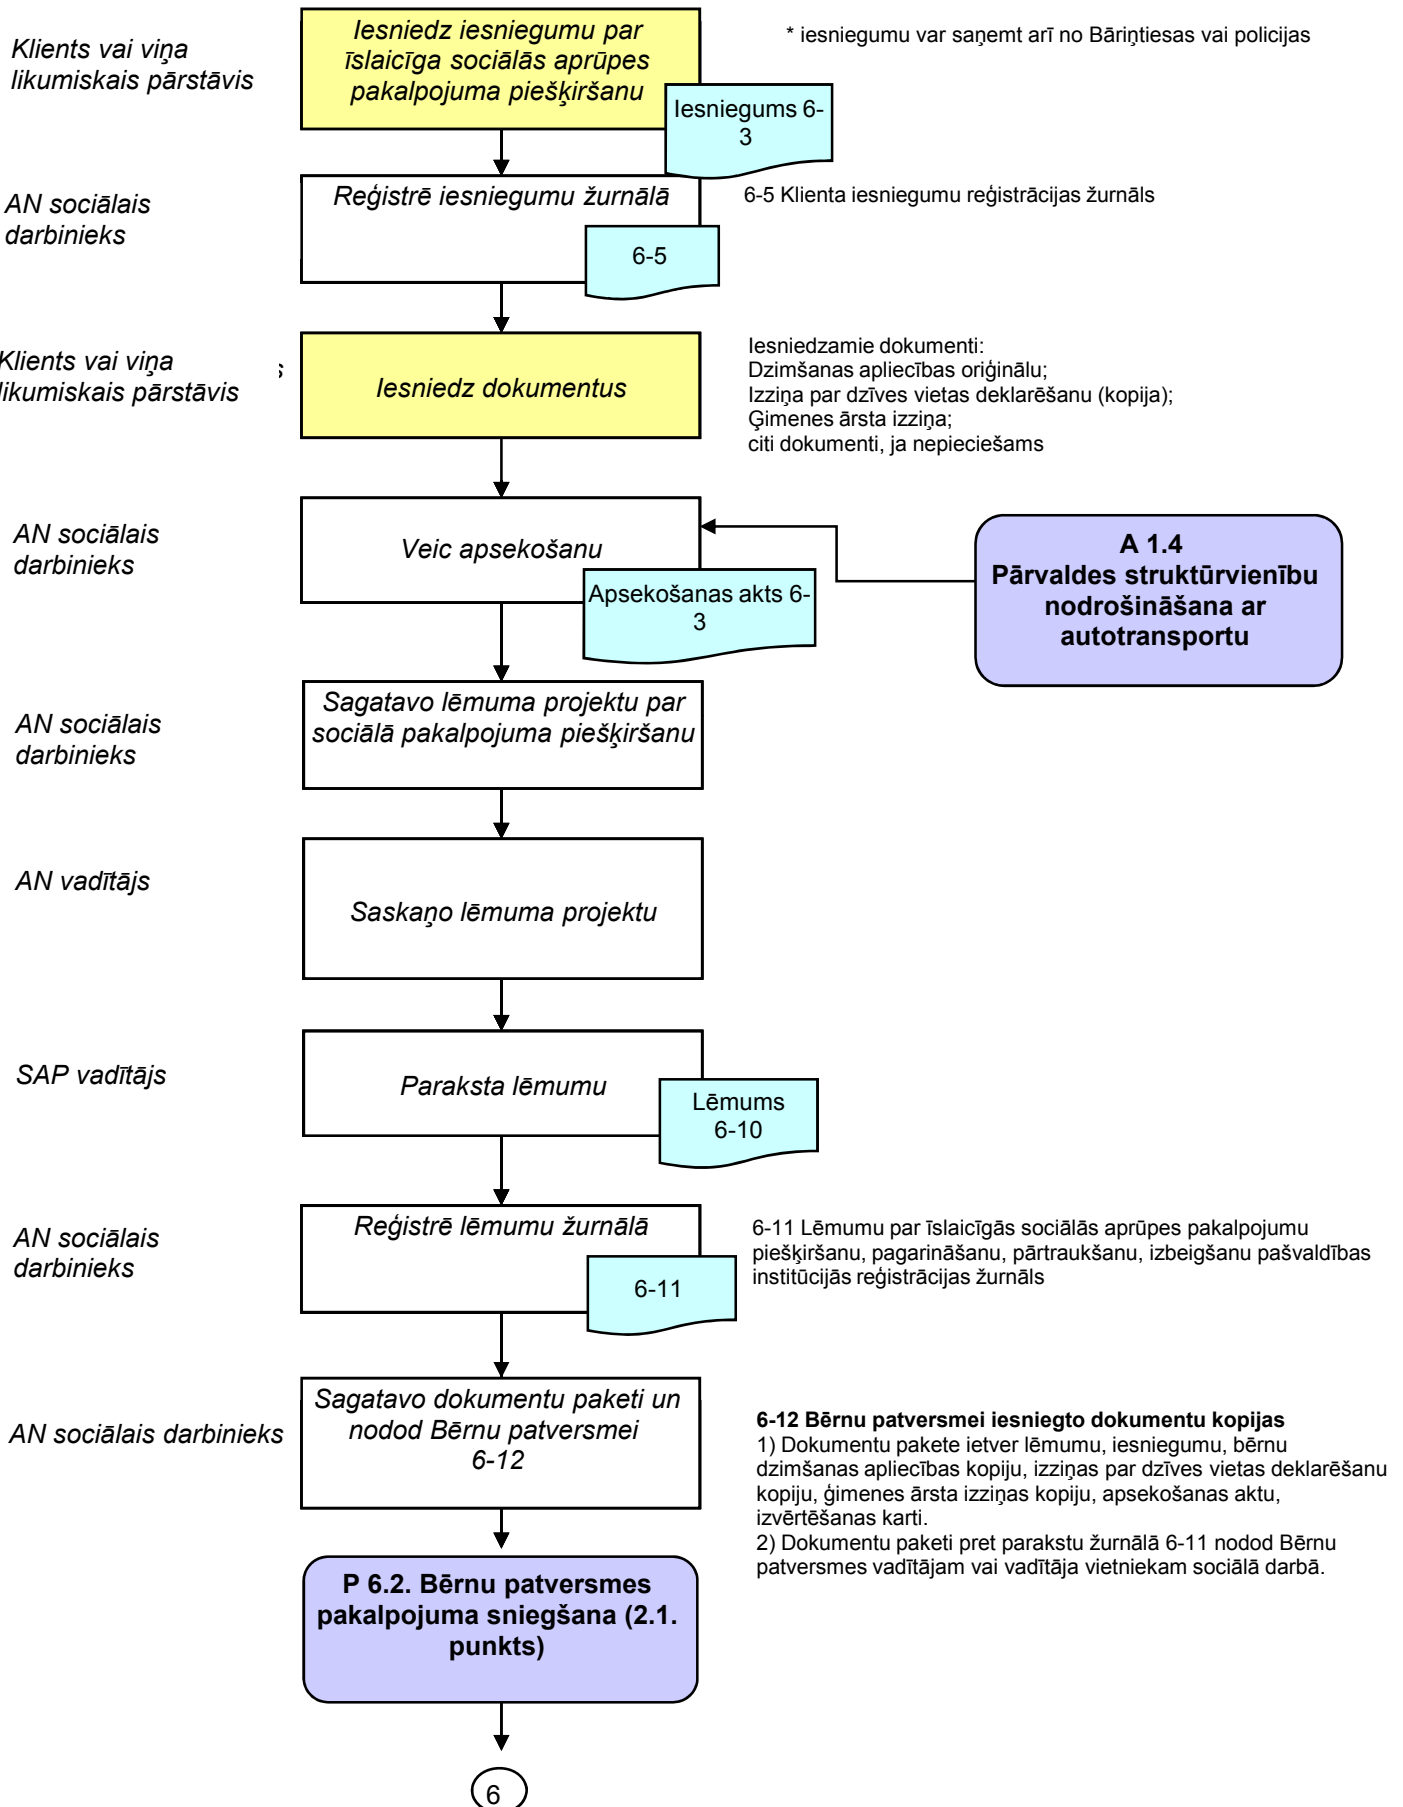 Klients vai viņa
likumiskais pārstāvis
Iesniedz iesniegumu par
īslaicīga sociālās aprūpes
pakalpojuma piešķiršanu
* iesniegumu var saņemt arī no Bāriņtiesas vai policijas
Iesniegums 6-
3
AN sociālais
darbinieks
Reģistrē iesniegumu žurnālā
6-5
6-5 Klienta iesniegumu reģistrācijas žurnāls
Klients vai viņa
likumiskais pārstāvis
s
Iesniedz dokumentus
Iesniedzamie dokumenti:
Dzimšanas apliecības oriģinālu;
Izziņa par dzīves vietas deklarēšanu (kopija);
Ģimenes ārsta izziņa;
citi dokumenti, ja nepieciešams
AN sociālais
darbinieks
Veic apsekošanu
Apsekošanas akts 6-
3
A 1.4
Pārvaldes struktūrvienību
nodrošināšana ar
autotransportu
AN sociālais
darbinieks
Sagatavo lēmuma projektu par
sociālā pakalpojuma piešķiršanu
AN vadītājs
Saskaņo lēmuma projektu
SAP vadītājs
Paraksta lēmumu
Lēmums
6-10
AN sociālais
darbinieks
Reģistrē lēmumu žurnālā
6-11
6-11 Lēmumu par īslaicīgās sociālās aprūpes pakalpojumu
piešķiršanu, pagarināšanu, pārtraukšanu, izbeigšanu pašvaldības
institūcijās reģistrācijas žurnāls
AN sociālais darbinieks
Sagatavo dokumentu paketi un
nodod Bērnu patversmei
6-12
6-12 Bērnu patversmei iesniegto dokumentu kopijas
1) Dokumentu pakete ietver lēmumu, iesniegumu, bērnu
dzimšanas apliecības kopiju, izziņas par dzīves vietas deklarēšanu
kopiju, ģimenes ārsta izziņas kopiju, apsekošanas aktu,
izvērtēšanas karti.
2) Dokumentu paketi pret parakstu žurnālā 6-11 nodod Bērnu
patversmes vadītājam vai vadītāja vietniekam sociālā darbā.
P 6.2. Bērnu patversmes
pakalpojuma sniegšana (2.1.
punkts)
6